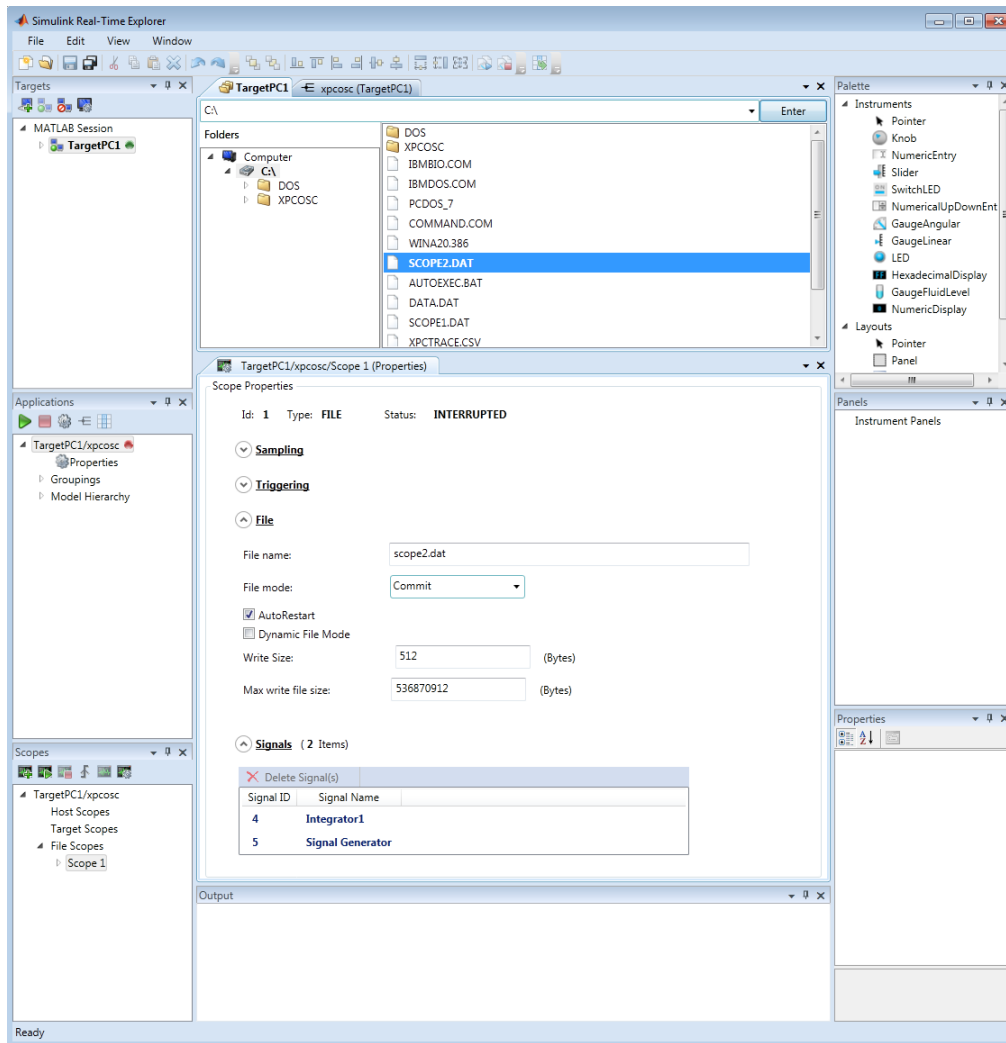 Simulink Real-Time Explorer
File Edit View Window
Targets
MATLAB Session
TargetPC1
TargetPC1 xpcosc (TargetPC1)
C:\ Enter
Folders
Computer
C:\
DOS
XPCOSC
DOS
XPCOSC
IBMBIO.COM
IBMDOS.COM
PCDOS_7
COMMAND.COM
WINA20.386
SCOPE2.DAT
AUTOEXEC.BAT
DATA.DAT
SCOPE1.DAT
XPCTRACE.CSV
Palette
Instruments
Pointer
Knob
NumericEntry
Slider
SwitchLED
NumericalUpDownEnt
GaugeAngular
GaugeLinear
LED
HexadecimalDisplay
GaugeFluidLevel
NumericDisplay
Layouts
Pointer
Panel
Applications
TargetPC1/xpcosc
Properties
Groupings
Model Hierarchy
TargetPC1/xpcosc/Scope 1 (Properties)
Scope Properties
Id: 1 Type: FILE Status: INTERRUPTED
Sampling
Triggering
File
File name: scope2.dat
File mode: Commit
AutoRestart
Dynamic File Mode
Write Size: 512 (Bytes)
Max write file size: 536870912 (Bytes)
Signals ( 2 Items)
Delete Signal(s)
Signal ID Signal Name
4 Integrator1
5 Signal Generator
Panels
Instrument Panels
Properties
Scopes
TargetPC1/xpcosc
Host Scopes
Target Scopes
File Scopes
Scope 1
Output
Ready